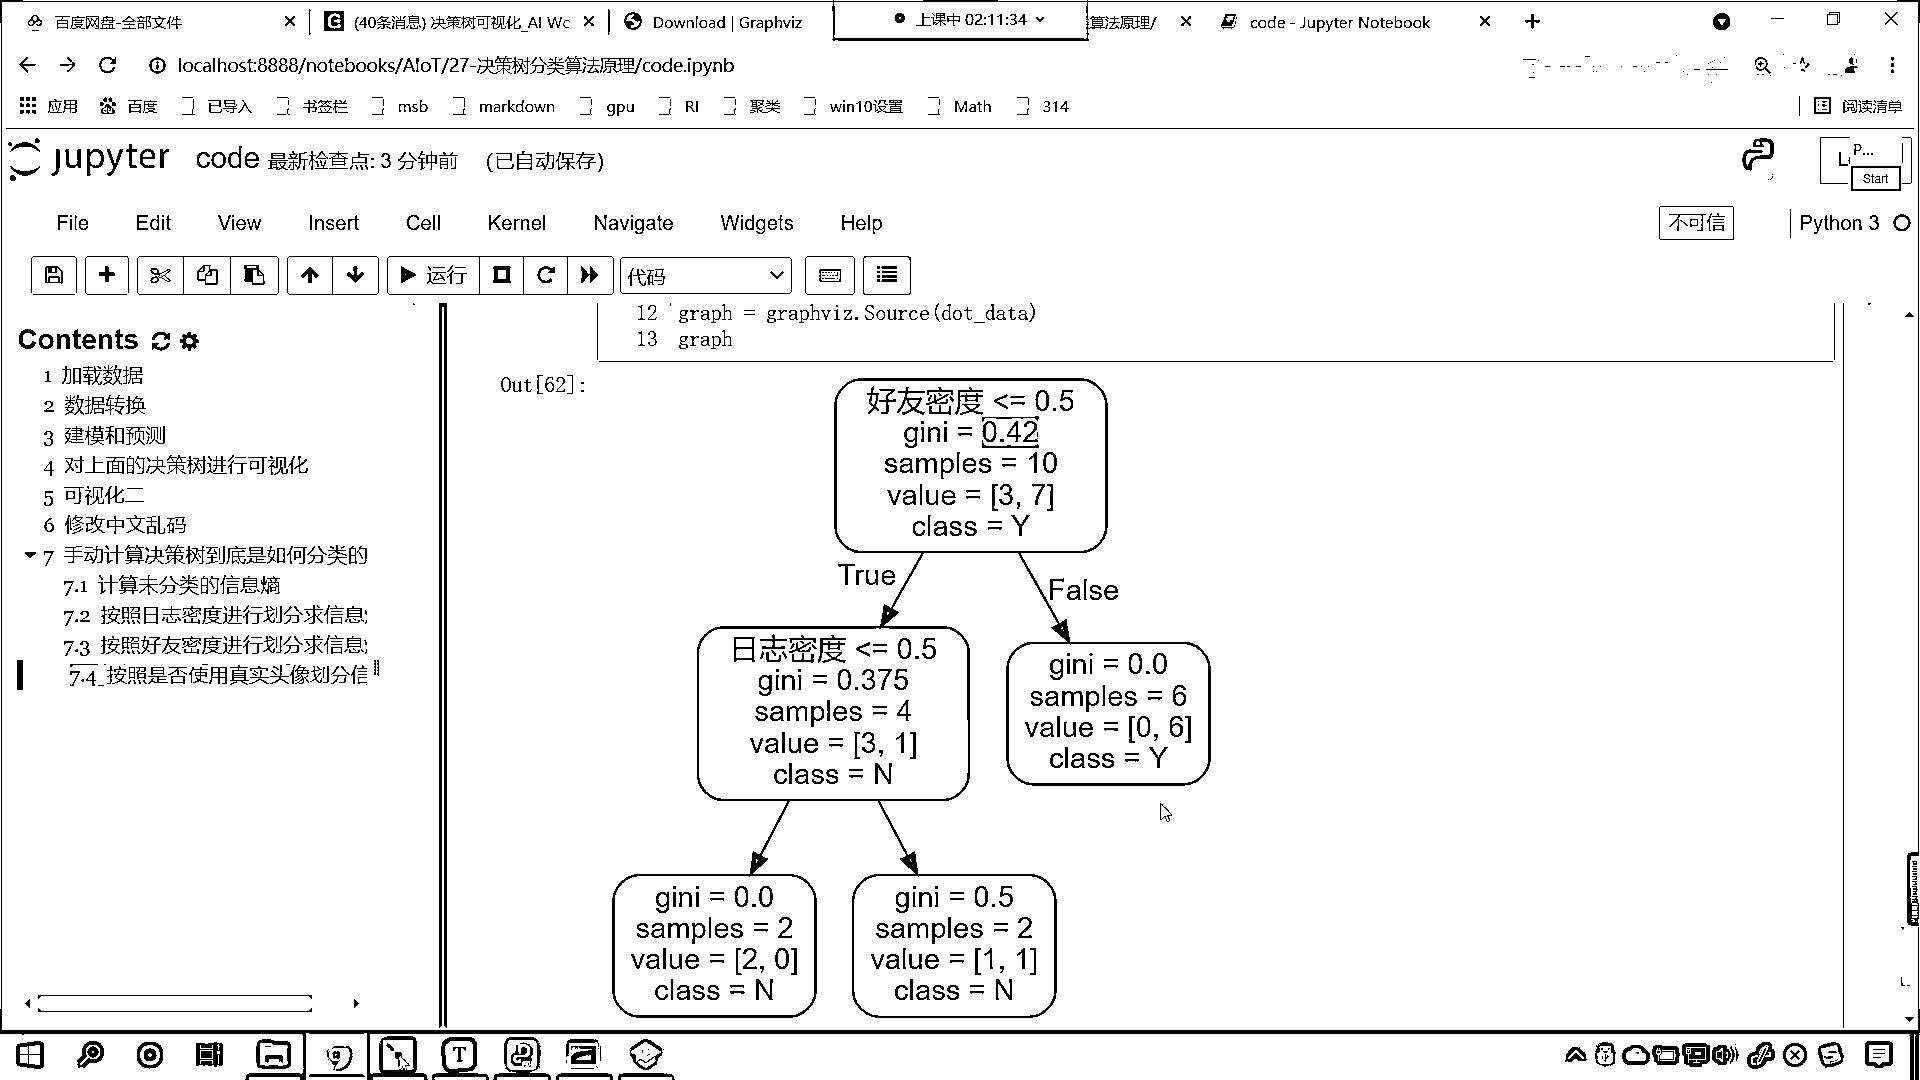 百度网盘-全部文件
(40条消息) 决策树可视化_AI Wc
Download | Graphviz
上课中 02:11:34
算法原理/
code - Jupyter Notebook
localhost:8888/notebooks/AIoT/27-决策树分类算法原理/code.ipynb
应用
百度
已导入
书签栏
msb
markdown
gpu
RI
聚类
win10设置
Math
314
阅读清单
jupyter code 最新检查点: 3 分钟前 (已自动保存)
P...
Start
File Edit View Insert Cell Kernel Navigate Widgets Help
不可信
Python 3
运行
代码
Contents
1 加载数据
2 数据转换
3 建模和预测
4 对上面的决策树进行可视化
5 可视化二
6 修改中文乱码
7 手动计算决策树到底是如何分类的
7.1 计算未分类的信息熵
7.2 按照日志密度进行划分求信息
7.3 按照好友密度进行划分求信息
7.4 按照是否使用真实头像划分信
12 graph = graphviz.Source(dot_data)
13 graph
Out[62]:
好友密度 <= 0.5
gini = 0.42
samples = 10
value = [3, 7]
class = Y
True
False
日志密度 <= 0.5
gini = 0.375
samples = 4
value = [3, 1]
class = N
gini = 0.0
samples = 6
value = [0, 6]
class = Y
gini = 0.0
samples = 2
value = [2, 0]
class = N
gini = 0.5
samples = 2
value = [1, 1]
class = N